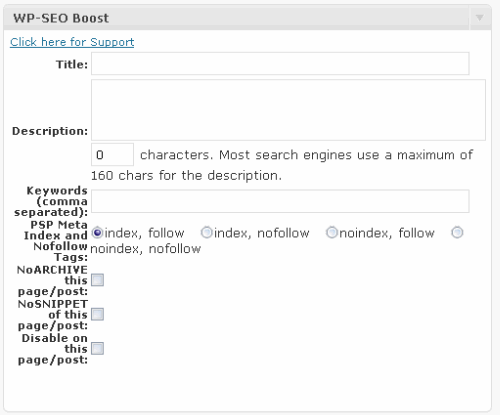 WP-SEO Boost
Click here for Support
Title:
Description:
0 characters. Most search engines use a maximum of
160 chars for the description.
Keywords
(comma
separated):
PSP Meta
Index and
Nofollow
Tags:
index, follow index, nofollow noindex, follow
noindex, nofollow
NoARCHIVE
this
page/post:
NoSNIPPET
of this
page/post:
Disable on
this
page/post: